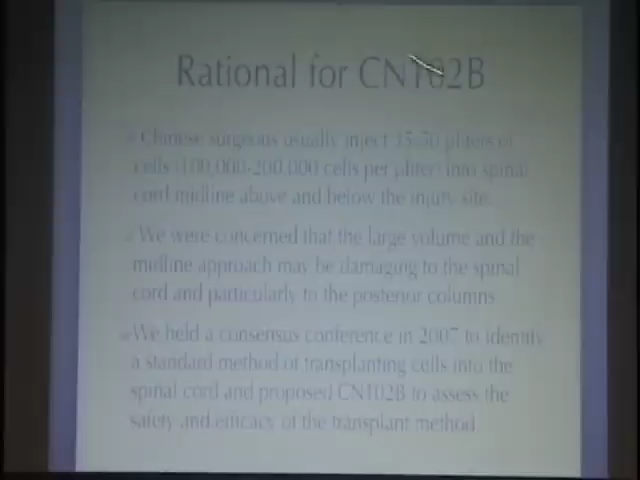 Rational for CN102B
Chinese surgeons usually inject 35-50 µliters of
cells (100,000-200,000 cells per µliter) into spinal
cord midline above and below the injury site.
We were concerned that the large volume and the
midline approach may be damaging to the spinal
cord and particularly to the posterior columns
We held a consensus conference in 2007 to identify
a standard method of transplanting cells into the
spinal cord and proposed CN102B to assess the
safety and efficacy of the transplant method